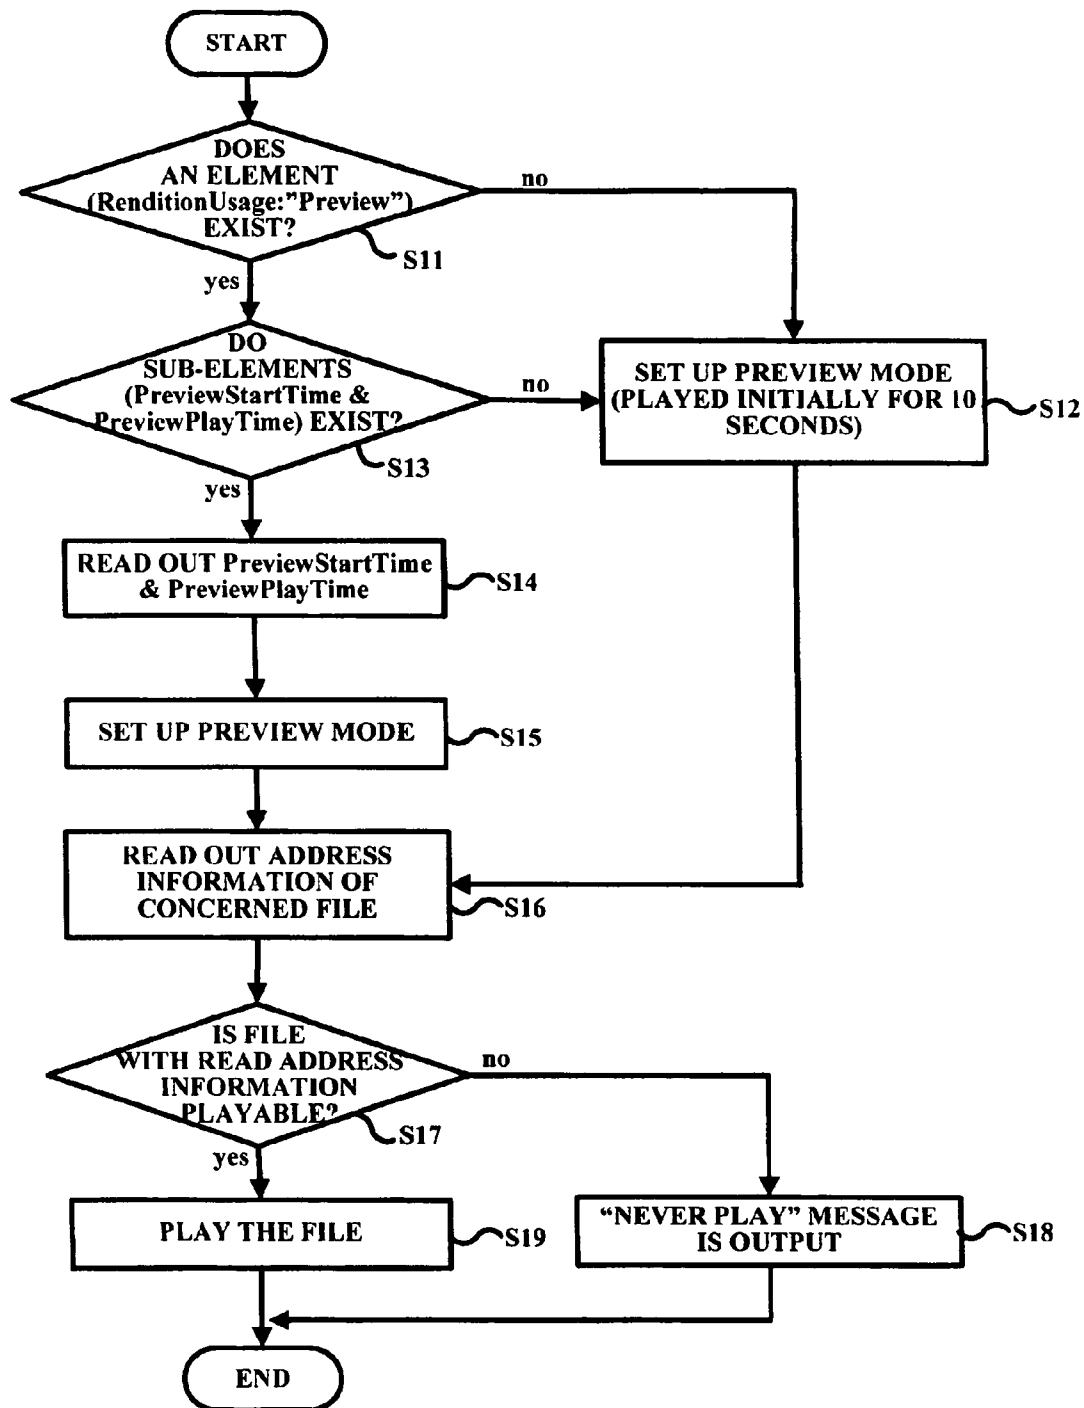 START
DOES
AN ELEMENT
(RenditionUsage:"Preview")
EXIST?
no
S11
yes
DO
SUB-ELEMENTS
(PreviewStartTime &
PreviewPlayTime) EXIST?
no
SET UP PREVIEW MODE
(PLAYED INITIALLY FOR 10
SECONDS)
S12
S13
yes
READ OUT PreviewStartTime
& PreviewPlayTime
S14
SET UP PREVIEW MODE
S15
READ OUT ADDRESS
INFORMATION OF
CONCERNED FILE
S16
IS FILE
WITH READ ADDRESS
INFORMATION
PLAYABLE?
no
S17
yes
PLAY THE FILE
S19
"NEVER PLAY" MESSAGE
IS OUTPUT
S18
END